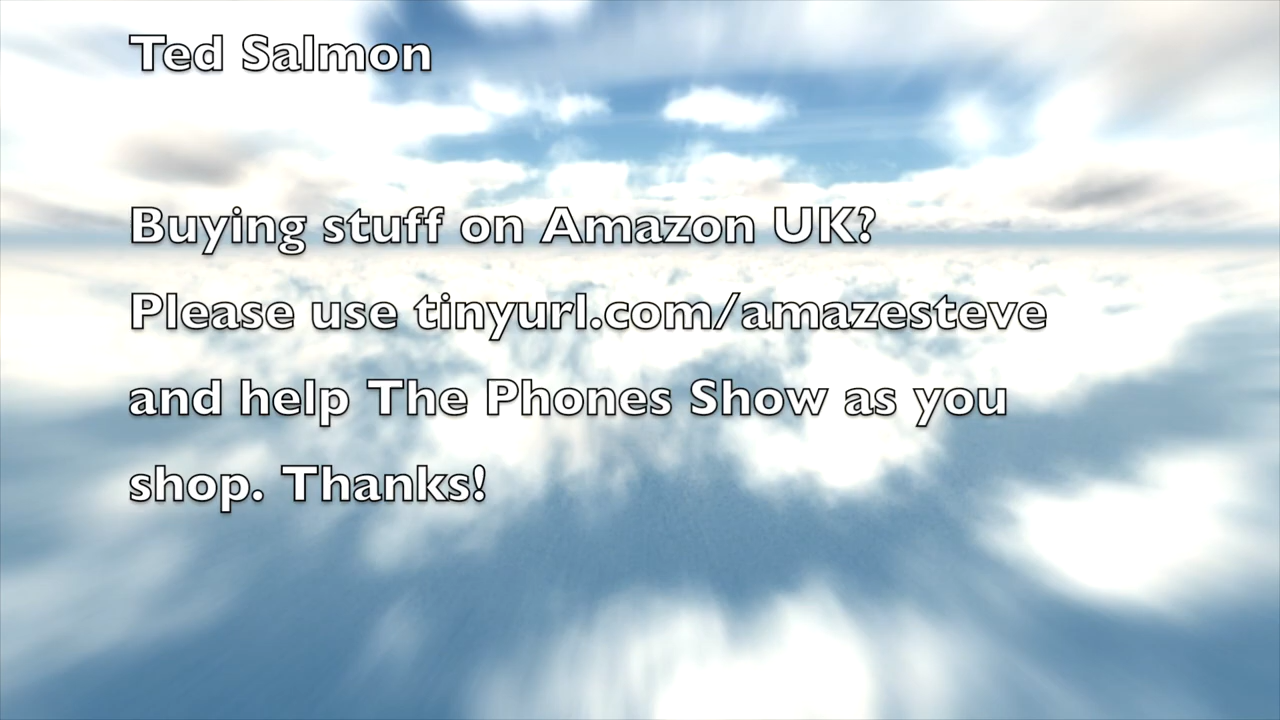 Ted Salmon
Buying stuff on Amazon UK?
Please use tinyurl.com/amazesteve
and help The Phones Show as you
shop. Thanks!